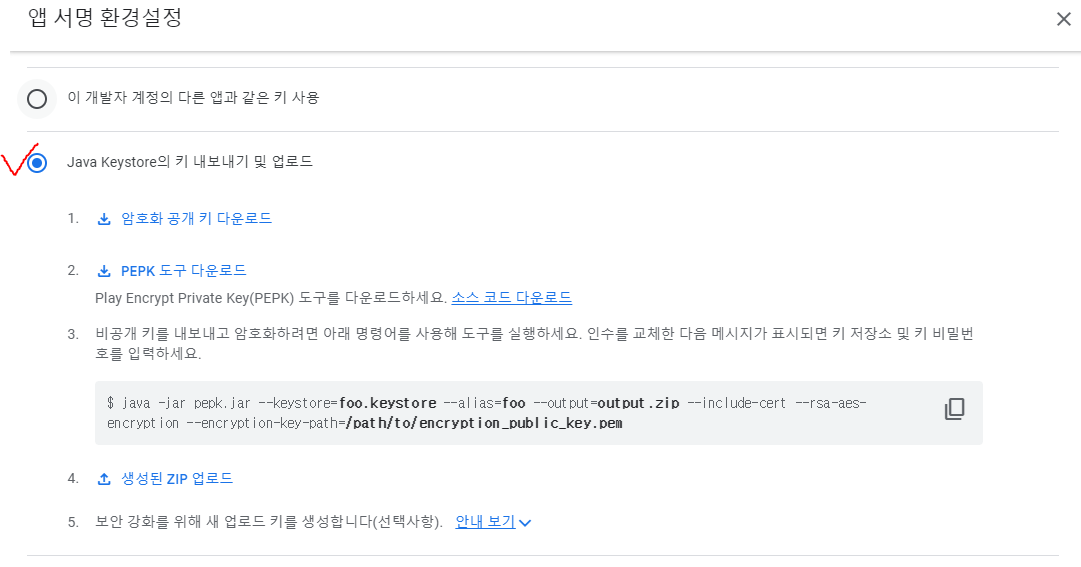 앱 서명 환경설정
이 개발자 계정의 다른 앱과 같은 키 사용
Java Keystore의 키 내보내기 및 업로드
1. 암호화 공개 키 다운로드
2. PEPK 도구 다운로드
Play Encrypt Private Key(PEPK) 도구를 다운로드하세요. 소스 코드 다운로드
3. 비공개 키를 내보내고 암호화하려면 아래 명령어를 사용해 도구를 실행하세요. 인수를 교체한 다음 메시지가 표시되면 키 저장소 및 키 비밀번
호를 입력하세요.
$ java -jar pepk.jar --keystore=foo.keystore --alias=foo --output=output.zip --include-cert --rsa-aes-
encryption --encryption-key-path=/path/to/encryption_public_key.pem
4. 생성된 ZIP 업로드
5. 보안 강화를 위해 새 업로드 키를 생성합니다(선택사항). 안내 보기